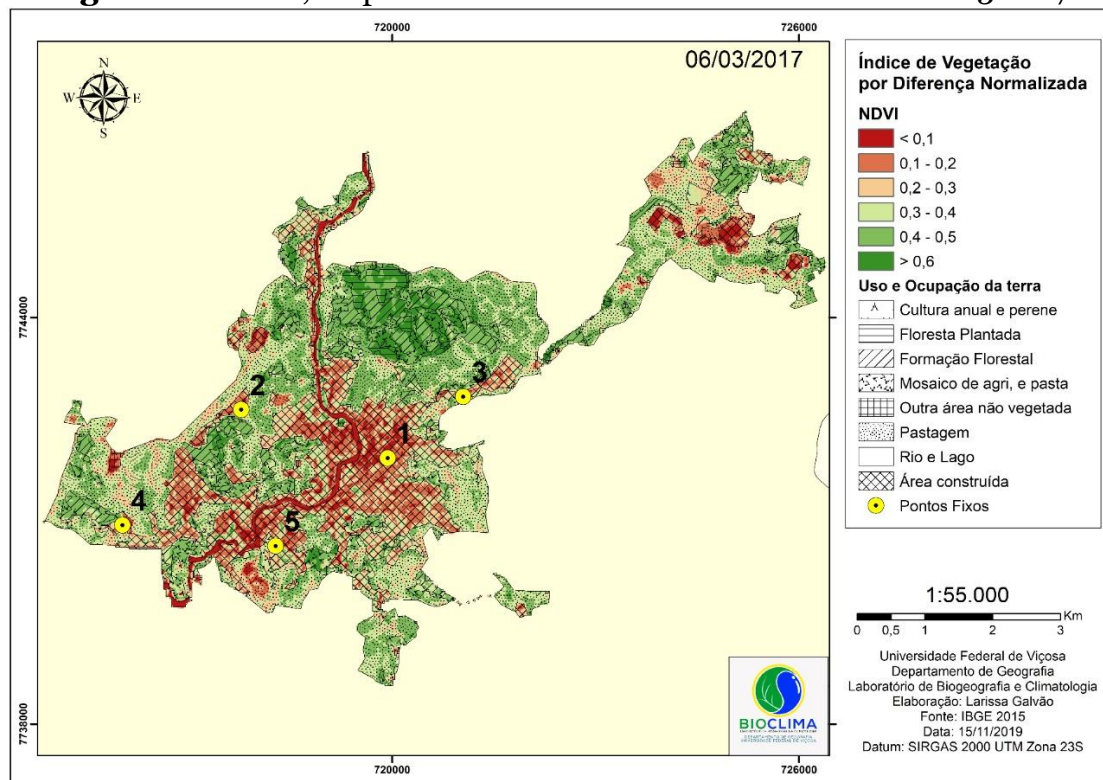 720000
726000
06/03/2017
N
W E
S
7744000
7738000
2
3
1
4
5
720000
726000
Índice de Vegetação
por Diferença Normalizada
NDVI
< 0,1
0,1 - 0,2
0,2 - 0,3
0,3 - 0,4
0,4 - 0,5
> 0,6
Uso e Ocupação da terra
Cultura anual e perene
Floresta Plantada
Formação Florestal
Mosaico de agri, e pasta
Outra área não vegetada
Pastagem
Rio e Lago
Área construída
Pontos Fixos
1:55.000
Km
0 0,5 1 2 3
Universidade Federal de Viçosa
Departamento de Geografia
Laboratório de Biogeografia e Climatologia
Elaboração: Larissa Galvão
Fonte: IBGE 2015
Data: 15/11/2019
Datum: SIRGAS 2000 UTM Zona 23S
BIOCLIMA